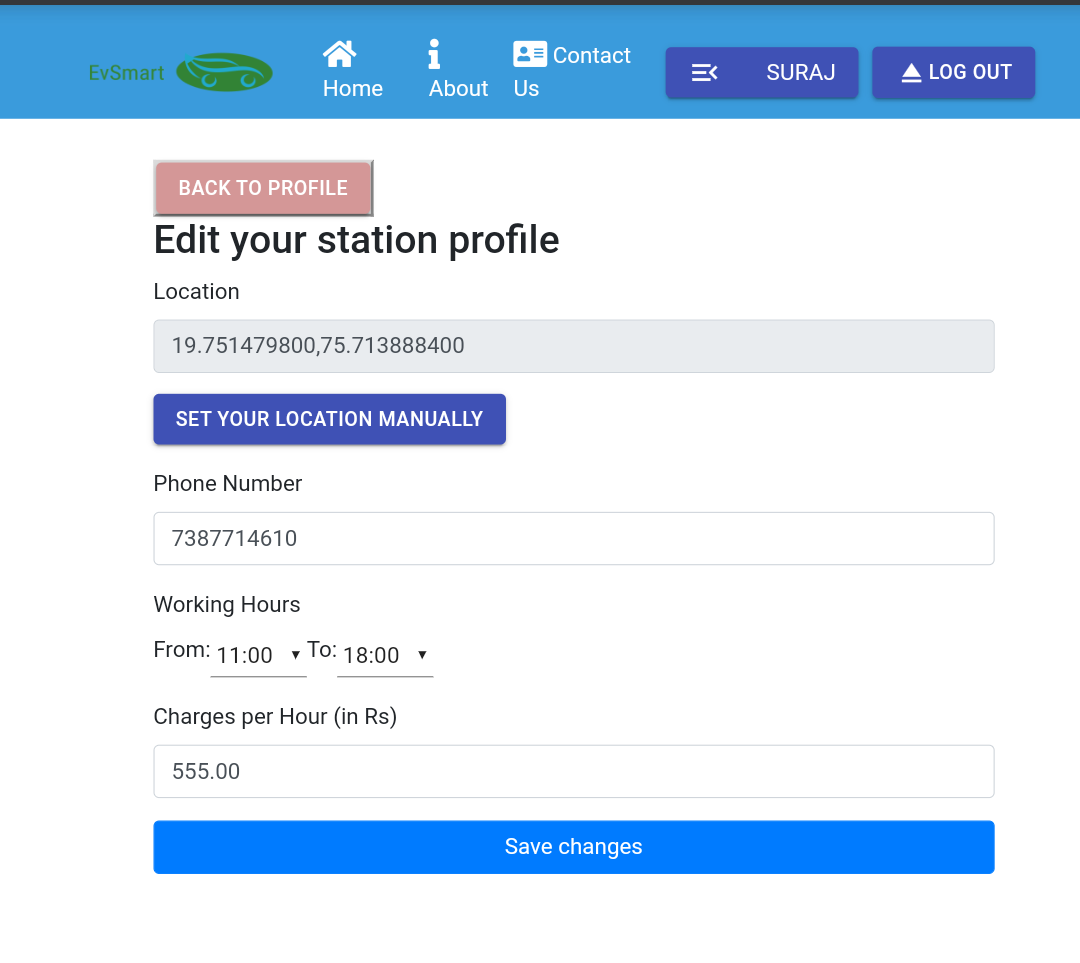 EvSmart
Home
About
Contact
Us
SURAJ
LOG OUT
BACK TO PROFILE
Edit your station profile
Location
19.751479800,75.713888400
SET YOUR LOCATION MANUALLY
Phone Number
7387714610
Working Hours
From: 11:00 To: 18:00
Charges per Hour (in Rs)
555.00
Save changes